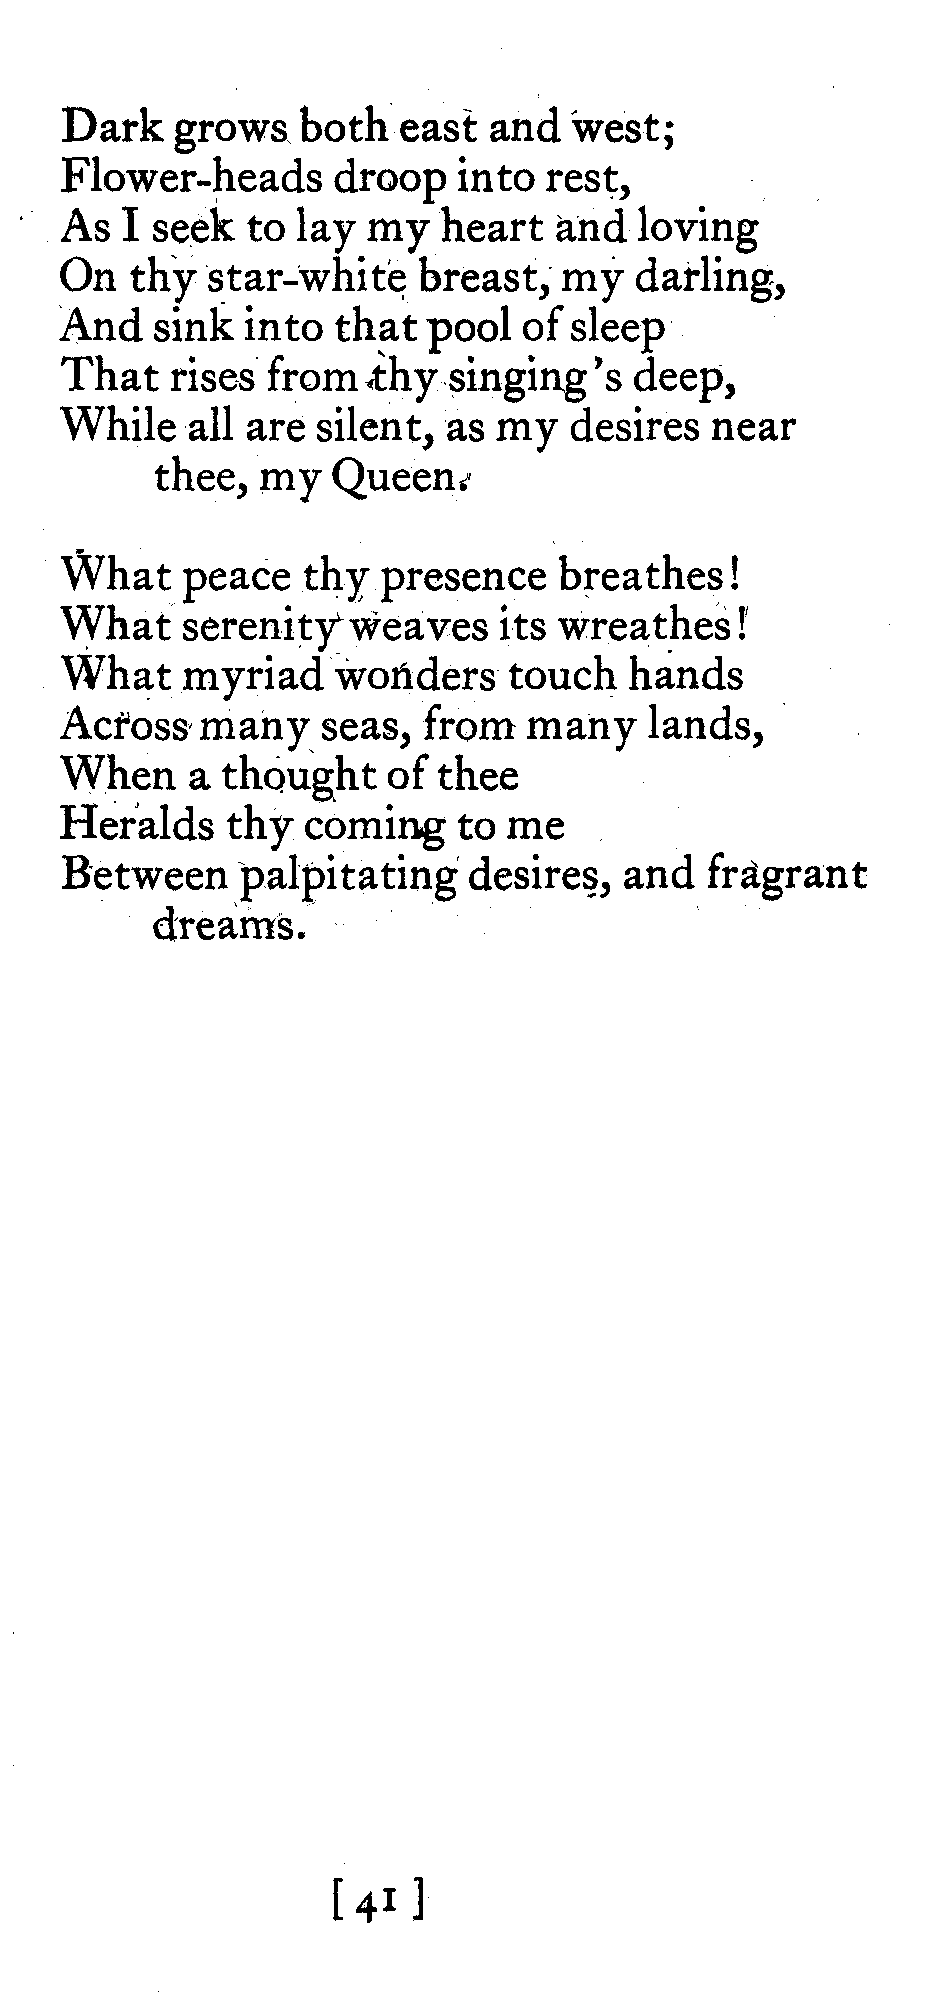 Dark grows both east and west;
Flower-heads droop into rest,
As I seek to lay my heart and loving
On thy star-white breast, my darling,
And sink into that pool of sleep
That rises from thy singing's deep,
While all are silent, as my desires near
thee, my Queen.
What peace thy presence breathes!
What serenity weaves its wreathes!
What myriad wonders touch hands
Across many seas, from many lands,
When a thought of thee
Heralds thy coming to me
Between palpitating desires, and fragrant
dreams.
[ 41 ]